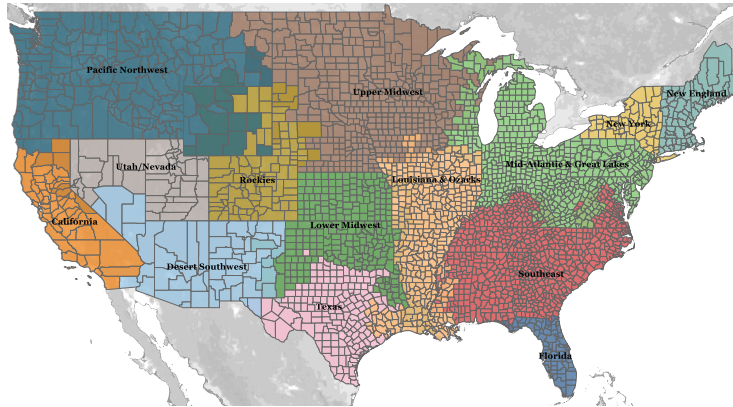 Pacific Northwest
Upper Midwest
New England
New York
Utah/Nevada
Rockies
Louisiana & Ozarks
Mid-Atlantic & Great Lakes
California
Lower Midwest
Desert Southwest
Southeast
Texas
Florida